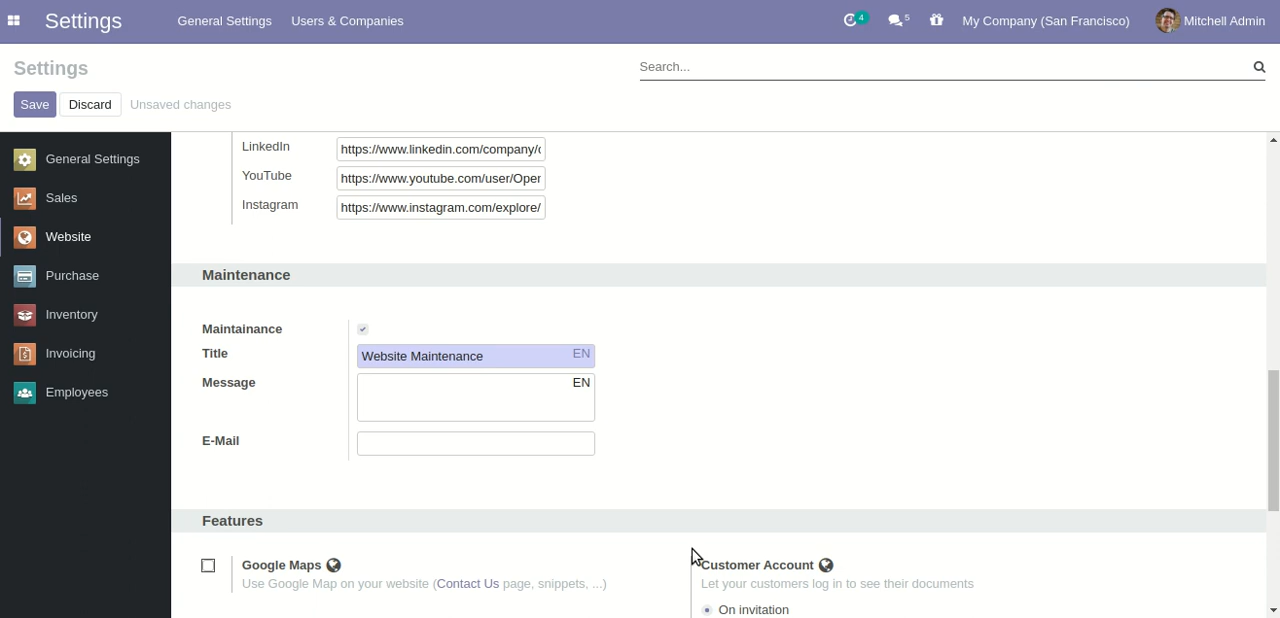 Settings General Settings Users & Companies 4 5 My Company (San Francisco) Mitchell Admin
Settings Search...
Save Discard Unsaved changes
General Settings
Sales
Website
Purchase
Inventory
Invoicing
Employees
LinkedIn https://www.linkedin.com/company/
YouTube https://www.youtube.com/user/Oper
Instagram https://www.instagram.com/explore/
Maintenance
Maintainance
Title Website Maintenance EN
Message EN
E-Mail
Features
Google Maps
Use Google Map on your website (Contact Us page, snippets, ...)
Customer Account
Let your customers log in to see their documents
On invitation